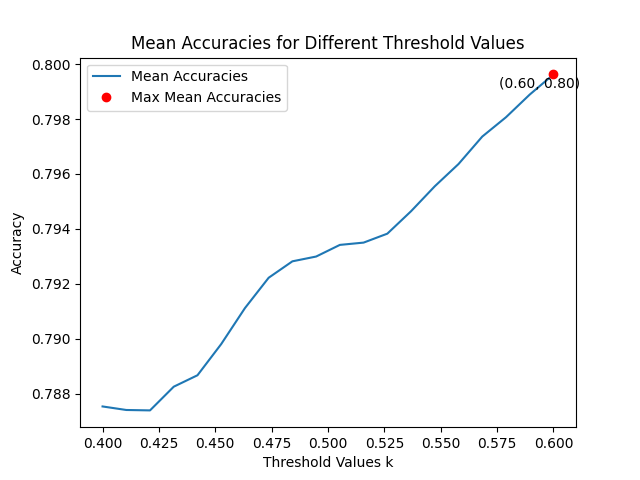 Mean Accuracies for Different Threshold Values
Mean Accuracies
Max Mean Accuracies
(0.60, 0.80)
0.800
0.798
0.796
0.794
0.792
0.790
0.788
Accuracy
0.400 0.425 0.450 0.475 0.500 0.525 0.550 0.575 0.600
Threshold Values k